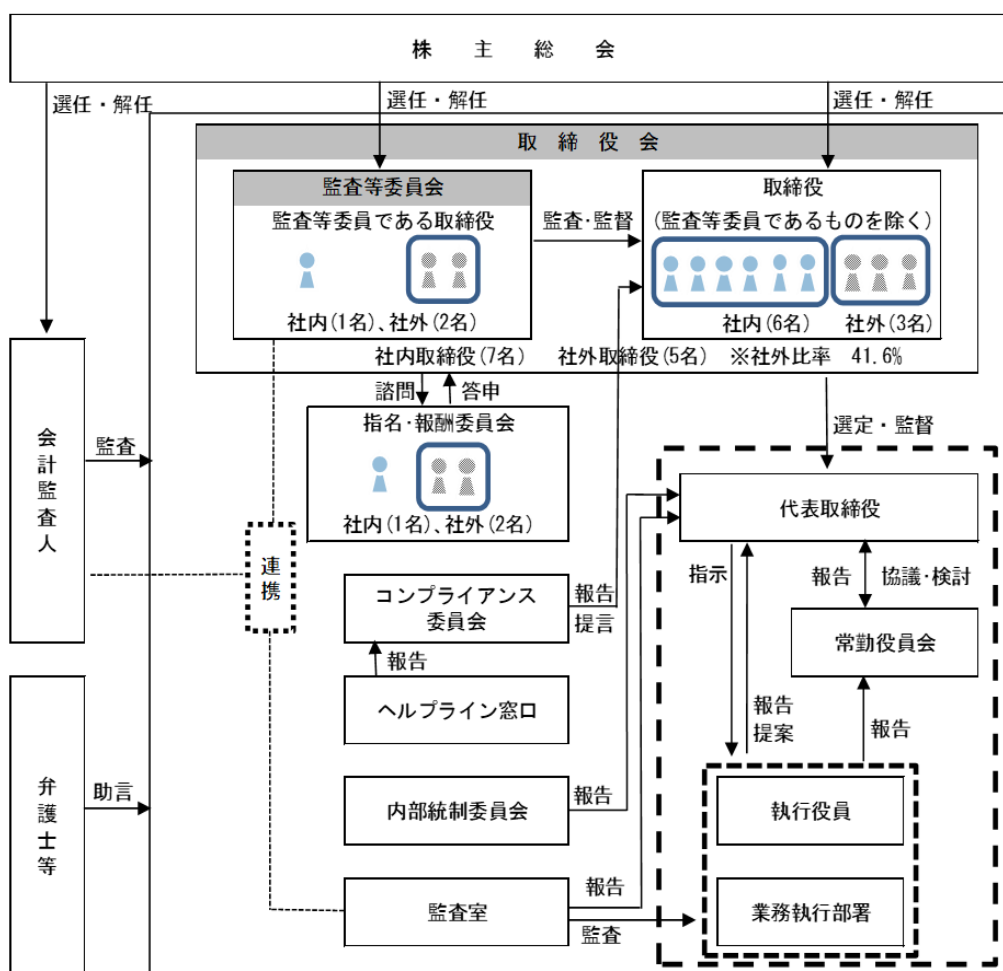 株主総会
選任・解任
選任・解任
選任・解任
取締役会
監査等委員会
監査等委員である取締役
社内(1名)、社外(2名)
監査・監督
取締役
(監査等委員であるものを除く)
社内(6名)
社外(3名)
社内取締役(7名) 社外取締役(5名) ※社外比率 41.6%
諮問
答申
選定・監督
指名・報酬委員会
社内(1名)、社外(2名)
会計監査人
監査
連携
代表取締役
指示
報告
協議・検討
コンプライアンス
委員会
報告
提言
常勤役員会
報告
ヘルプライン窓口
報告
提案
報告
弁護士等
助言
内部統制委員会
報告
執行役員
監査室
報告
監査
業務執行部署